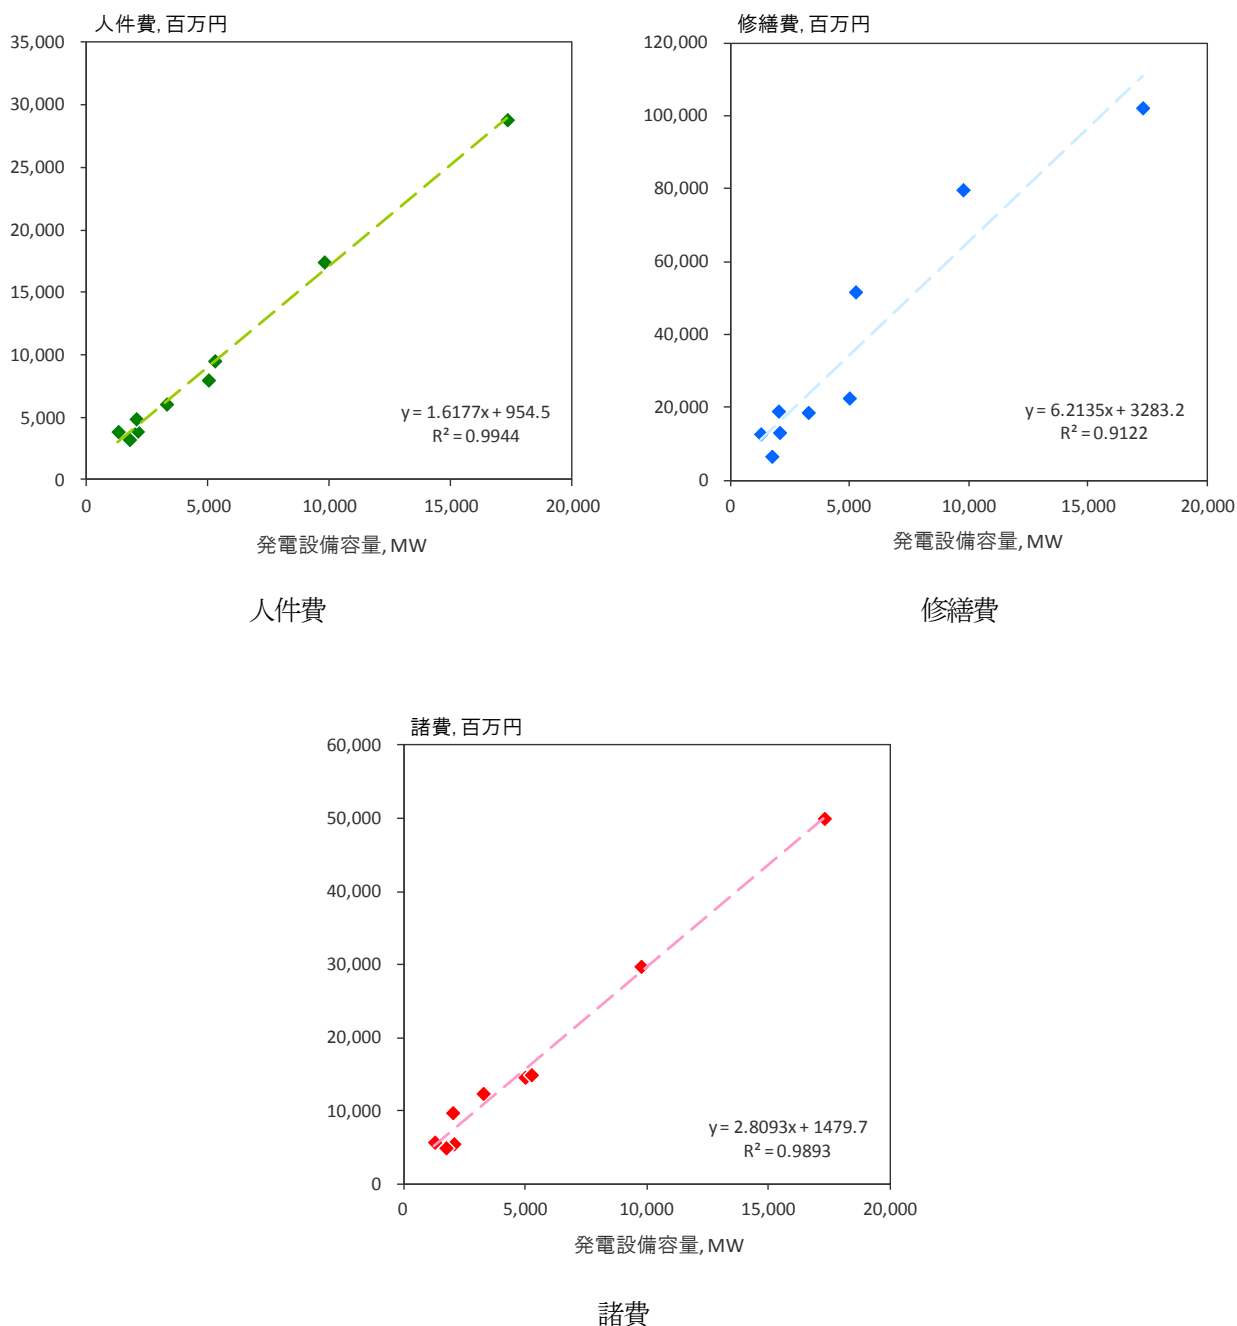 人件費, 百万円
35,000
30,000
25,000
20,000
15,000
10,000
5,000
0
0 5,000 10,000 15,000 20,000
y = 1.6177x + 954.5
R² = 0.9944
発電設備容量, MW
人件費
修繕費, 百万円
120,000
100,000
80,000
60,000
40,000
20,000
0
0 5,000 10,000 15,000 20,000
y = 6.2135x + 3283.2
R² = 0.9122
発電設備容量, MW
修繕費
諸費, 百万円
60,000
50,000
40,000
30,000
20,000
10,000
0
0 5,000 10,000 15,000 20,000
y = 2.8093x + 1479.7
R² = 0.9893
発電設備容量, MW
諸費